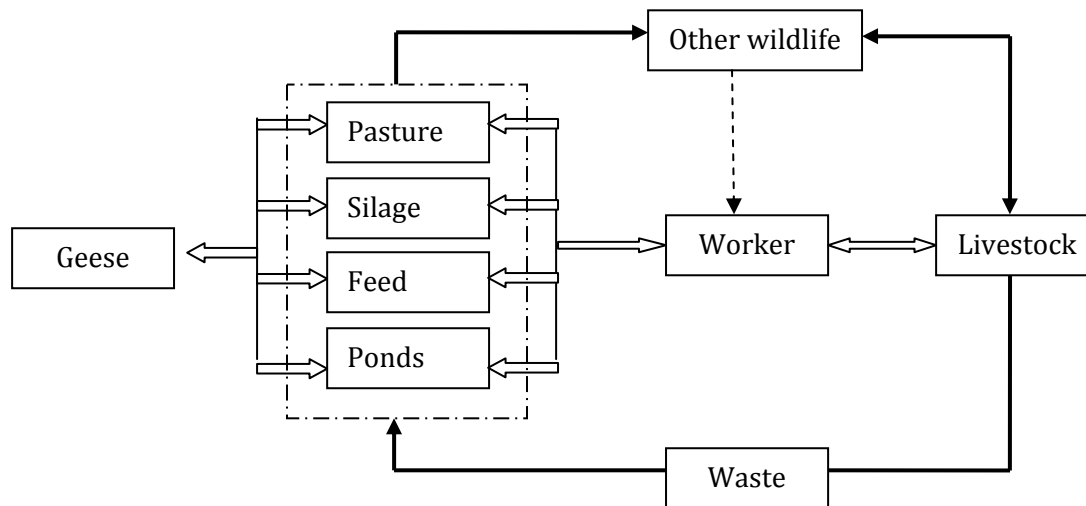 Other wildlife
Pasture
Silage
Geese
Worker
Livestock
Feed
Ponds
Waste